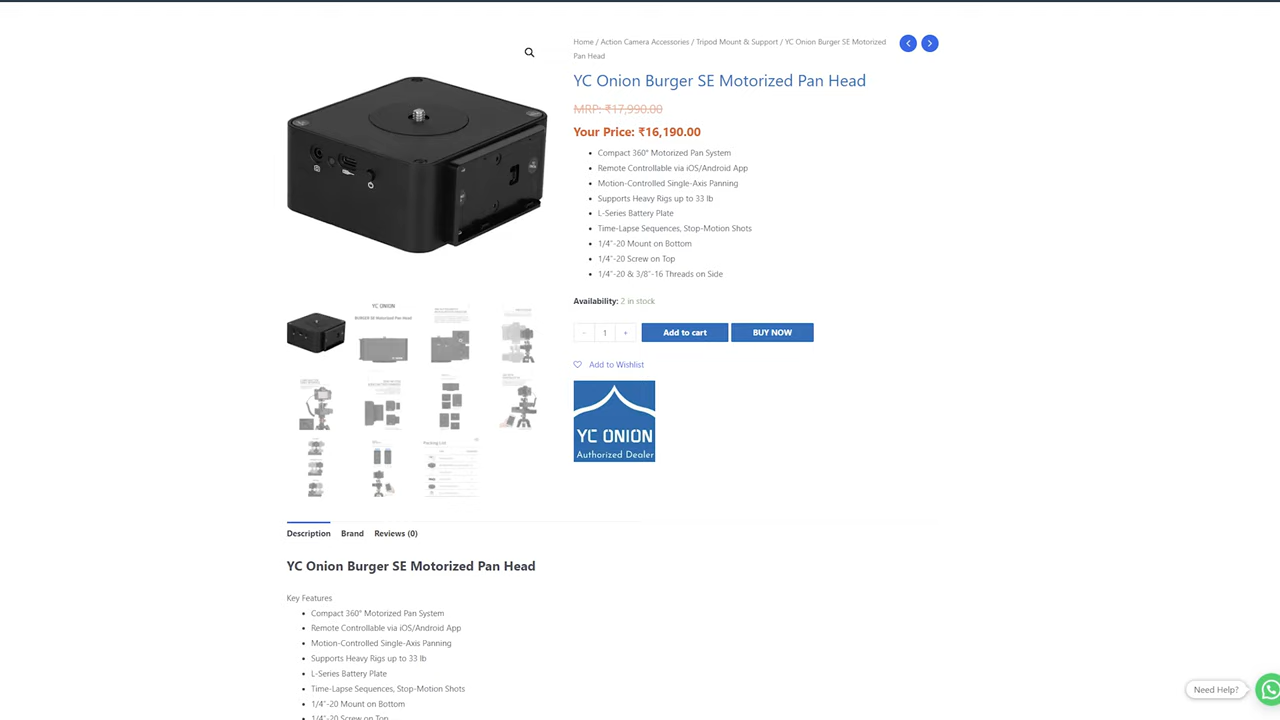 Home / Action Camera Accessories / Tripod Mount & Support / YC Onion Burger SE Motorized
Pan Head
YC Onion Burger SE Motorized Pan Head
MRP: ₹17,990.00
Your Price: ₹16,190.00
Compact 360° Motorized Pan System
Remote Controllable via iOS/Android App
Motion-Controlled Single-Axis Panning
Supports Heavy Rigs up to 33 lb
L-Series Battery Plate
Time-Lapse Sequences, Stop-Motion Shots
1/4"-20 Mount on Bottom
1/4"-20 Screw on Top
1/4"-20 & 3/8"-16 Threads on Side
Availability: 2 in stock
- 1 + Add to cart BUY NOW
Add to Wishlist
YC ONION
Authorized Dealer
YC ONION
BURGER SE Motorized Pan Head
Packing List
Description Brand Reviews (0)
YC Onion Burger SE Motorized Pan Head
Key Features
Compact 360° Motorized Pan System
Remote Controllable via iOS/Android App
Motion-Controlled Single-Axis Panning
Supports Heavy Rigs up to 33 lb
L-Series Battery Plate
Time-Lapse Sequences, Stop-Motion Shots
1/4"-20 Mount on Bottom
1/4"-20 Screw on Top
Need Help?